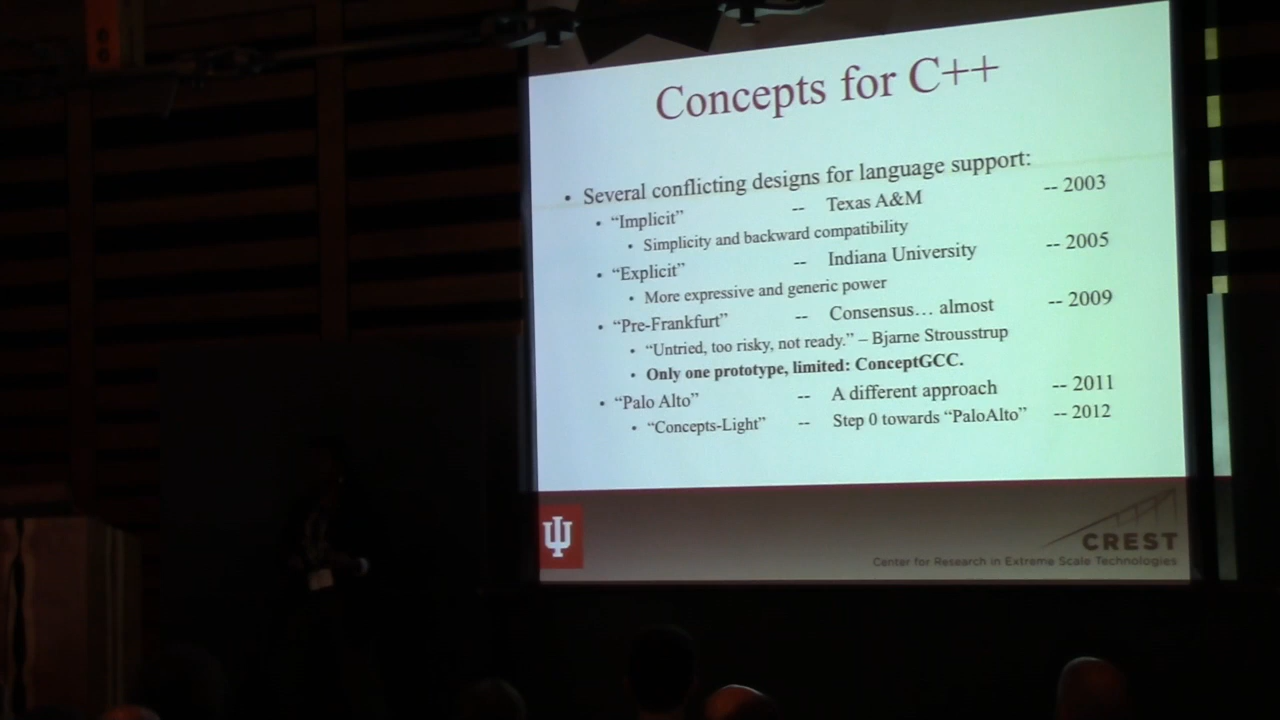 Concepts for C++
• Several conflicting designs for language support:
• “Implicit” -- Texas A&M -- 2003
• Simplicity and backward compatibility
• “Explicit” -- Indiana University -- 2005
• More expressive and generic power
• “Pre-Frankfurt” -- Consensus… almost -- 2009
• “Untried, too risky, not ready.” – Bjarne Strousstrup
• Only one prototype, limited: ConceptGCC.
• “Palo Alto” -- A different approach -- 2011
• “Concepts-Light” -- Step 0 towards “PaloAlto” -- 2012
CREST
Center for Research in Extreme Scale Technologies